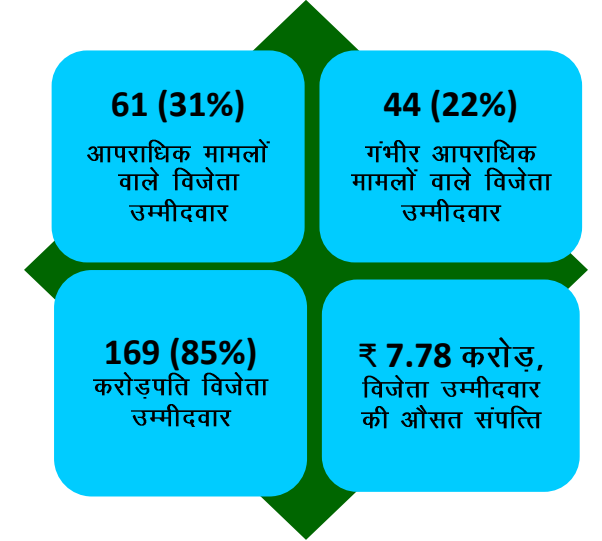 61 (31%)
आपराधिक मामलों
वाले विजेता
उम्मीदवार
44 (22%)
गंभीर आपराधिक
मामलों वाले विजेता
उम्मीदवार
169 (85%)
करोड़पति विजेता
उम्मीदवार
₹ 7.78 करोड़,
विजेता उम्मीदवार
की औसत संपत्ति